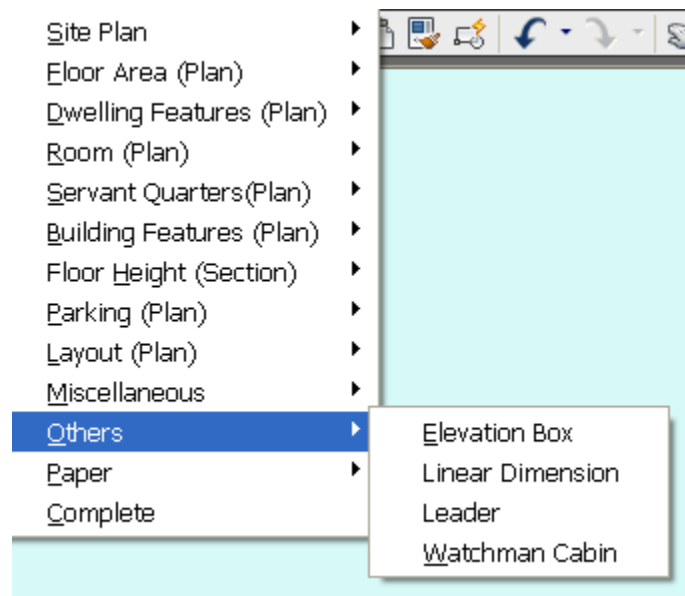 Site Plan
Floor Area (Plan)
Dwelling Features (Plan)
Room (Plan)
Servant Quarters(Plan)
Building Features (Plan)
Floor Height (Section)
Parking (Plan)
Layout (Plan)
Miscellaneous
Others
Paper
Complete
Elevation Box
Linear Dimension
Leader
Watchman Cabin